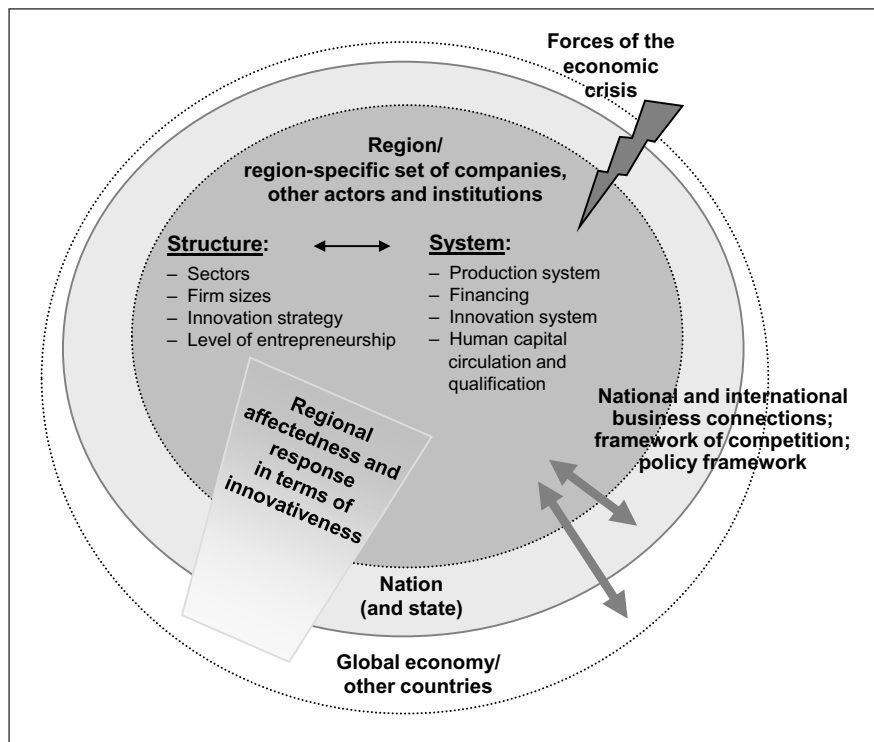 Forces of the
economic
crisis
Region/
region-specific set of companies,
other actors and institutions
Structure:
– Sectors
– Firm sizes
– Innovation strategy
– Level of entrepreneurship
System:
– Production system
– Financing
– Innovation system
– Human capital
circulation and
qualification
National and international
business connections;
framework of competition;
policy framework
Regional
affectedness and
response
in terms of
innovativeness
Nation
(and state)
Global economy/
other countries